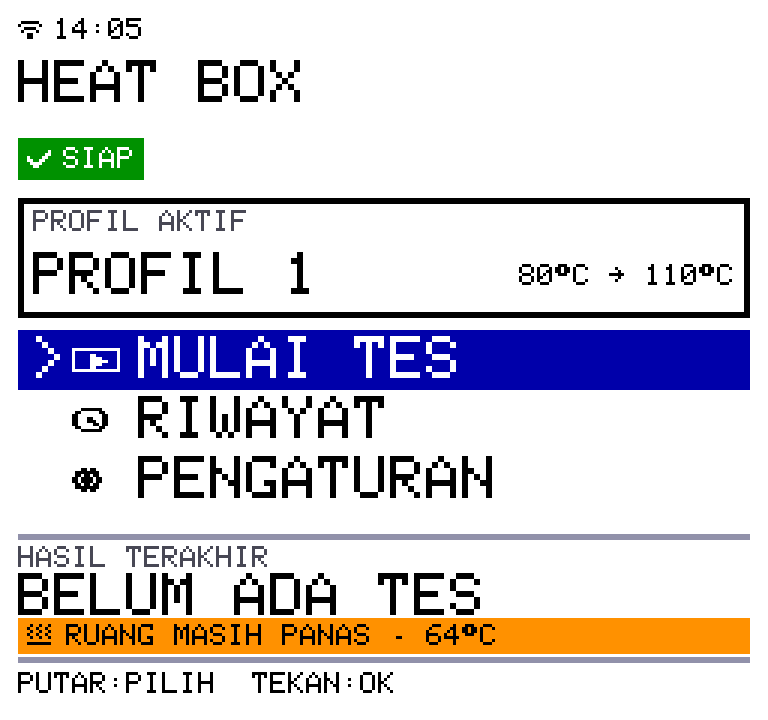 14:05
HEAT BOX
SIAP
PROFIL AKTIF
PROFIL 1 80°C → 110°C
> MULAI TES
RIWAYAT
PENGATURAN
HASIL TERAKHIR
BELUM ADA TES
RUANG MASIH PANAS - 64°C
PUTAR:PILIH TEKAN:OK